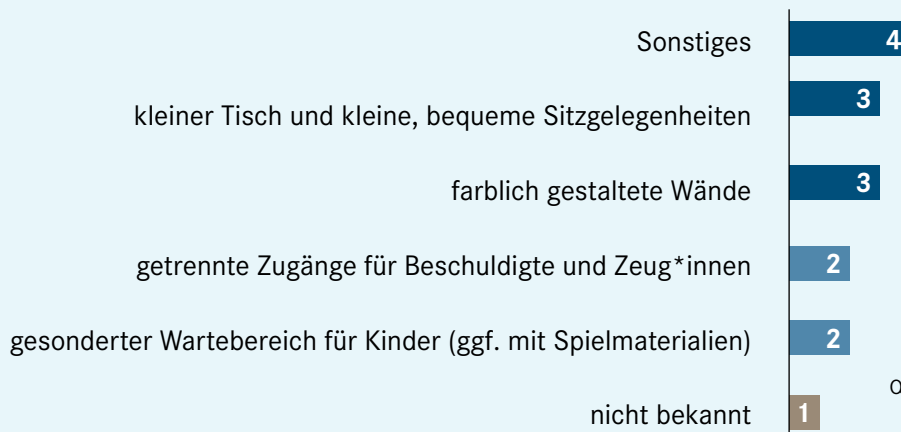 Sonstiges 4
kleiner Tisch und kleine, bequeme Sitzgelegenheiten 3
farblich gestaltete Wände 3
getrennte Zugänge für Beschuldigte und Zeug*innen 2
gesonderter Wartebereich für Kinder (ggf. mit Spielmaterialien) 2
nicht bekannt 1